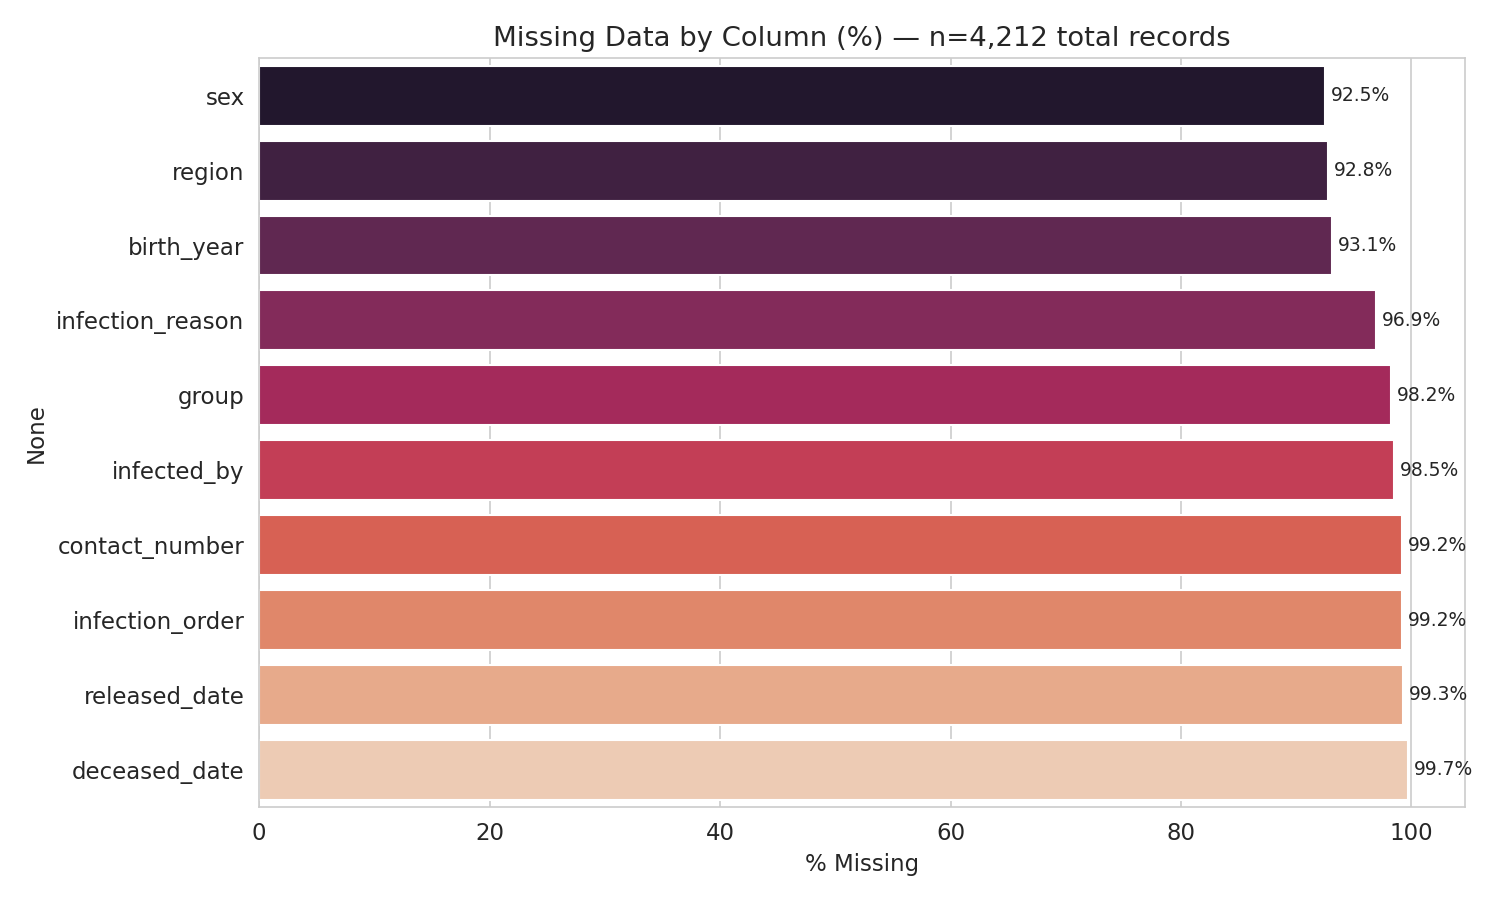 Missing Data by Column (%) — n=4,212 total records
sex 92.5%
region 92.8%
birth_year 93.1%
infection_reason 96.9%
group 98.2%
None
infected_by 98.5%
contact_number 99.2%
infection_order 99.2%
released_date 99.3%
deceased_date 99.7%
0 20 40 60 80 100
% Missing